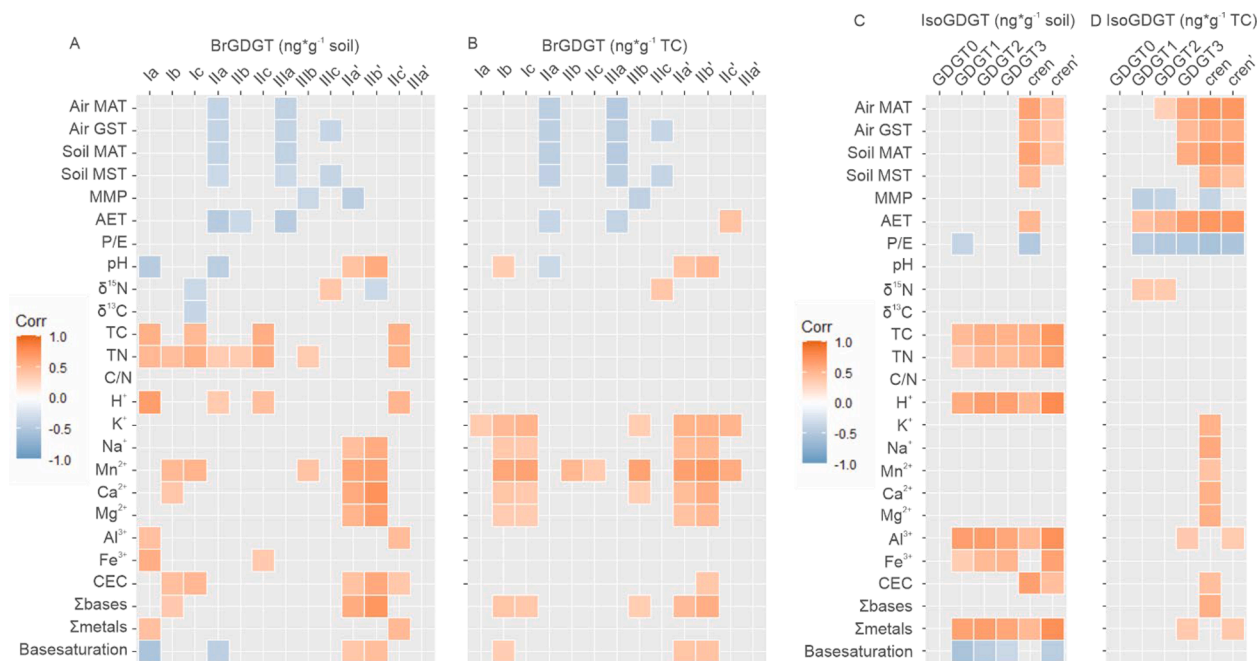 A
BrGDGT (ng*g⁻¹ soil)
B
BrGDGT (ng*g⁻¹ TC)
C
IsoGDGT (ng*g⁻¹ soil)
D IsoGDGT (ng*g⁻¹ TC)
Ia Ib Ic IIa IIb IIc IIIa IIIb IIIc IIa' IIb' IIc' IIIa'
Ia Ib Ic IIa IIb IIc IIIa IIIb IIIc IIa' IIb' IIc' IIIa'
GDGT0 GDGT1 GDGT2 GDGT3 cren cren'
GDGT0 GDGT1 GDGT2 GDGT3 cren cren'
Air MAT
Air GST
Soil MAT
Soil MST
MMP
AET
P/E
pH
δ¹⁵N
δ¹³C
TC
TN
C/N
H⁺
K⁺
Na⁺
Mn²⁺
Ca²⁺
Mg²⁺
Al³⁺
Fe³⁺
CEC
Σbases
Σmetals
Basesaturation
Corr
1.0
0.5
0.0
-0.5
-1.0
Air MAT
Air GST
Soil MAT
Soil MST
MMP
AET
P/E
pH
δ¹⁵N
δ¹³C
TC
TN
C/N
H⁺
K⁺
Na⁺
Mn²⁺
Ca²⁺
Mg²⁺
Al³⁺
Fe³⁺
CEC
Σbases
Σmetals
Basesaturation
Corr
1.0
0.5
0.0
-0.5
-1.0